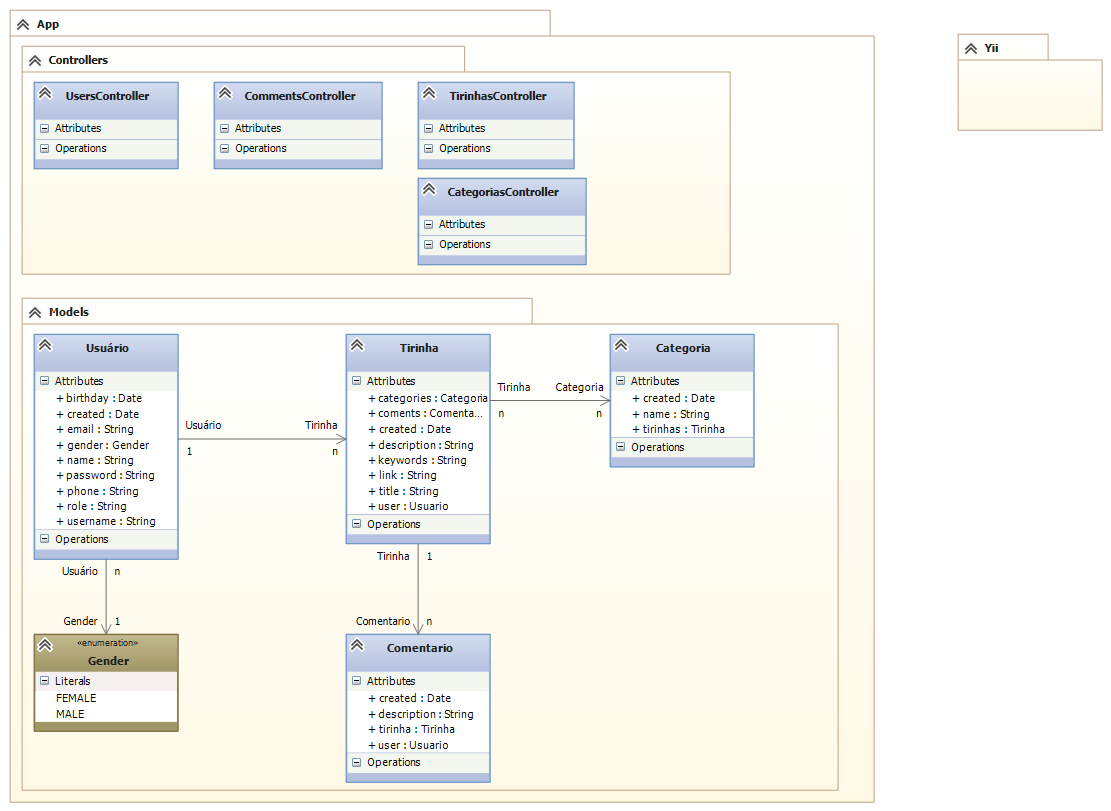 App
Yii
Controllers
UsersController
Attributes
Operations
CommentsController
Attributes
Operations
TirinhasController
Attributes
Operations
CategoriasController
Attributes
Operations
Models
Usuário
Attributes
+ birthday : Date
+ created : Date
+ email : String
+ gender : Gender
+ name : String
+ password : String
+ phone : String
+ role : String
+ username : String
Operations
Usuário
Tirinha
1
n
Tirinha
Attributes
+ categories : Categoria
+ coments : Comenta...
+ created : Date
+ description : String
+ keywords : String
+ link : String
+ title : String
+ user : Usuario
Operations
Tirinha
Categoria
n
n
Categoria
Attributes
+ created : Date
+ name : String
+ tirinhas : Tirinha
Operations
Usuário
n
Gender
1
«enumeration»
Gender
Literals
FEMALE
MALE
Tirinha
1
Comentario
n
Comentario
Attributes
+ created : Date
+ description : String
+ tirinha : Tirinha
+ user : Usuario
Operations